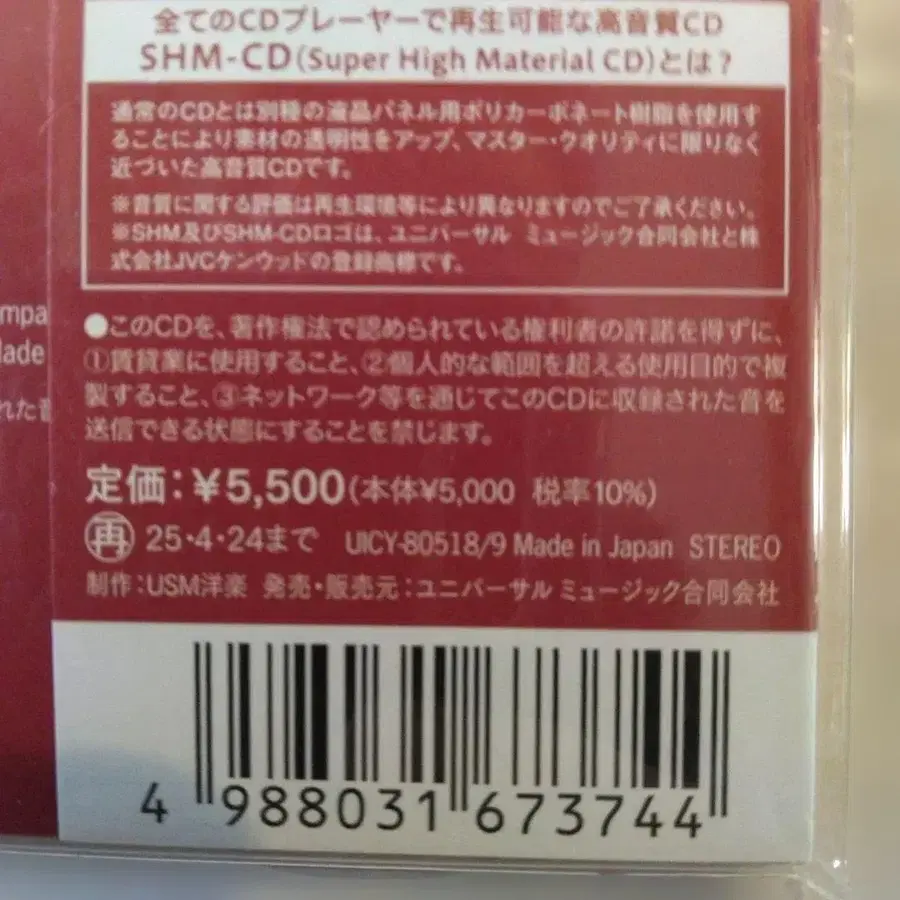 全てのCDプレーヤーで再生可能な高音質CD
SHM-CD(Super High Material CD)とは?
通常のCDとは別種の液晶パネル用ポリカーボネート樹脂を使用す
ることにより素材の透明性をアップ、マスター・クオリティに限りなく
近づいた高音質CDです。
※音質に関する評価は再生環境等により異なりますのでご了承ください。
※SHM及びSHM-CDロゴは、ユニバーサル ミュージック合同会社と株
式会社JVCケンウッドの登録商標です。
●このCDを、著作権法で認められている権利者の許諾を得ずに、
①賃貸業に使用すること、②個人的な範囲を超える使用目的で複
製すること、③ネットワーク等を通じてこのCDに収録された音を
送信できる状態にすることを禁じます。
定価:¥5,500(本体¥5,000 税率10%)
再 25・4・24まで UICY-80518/9 Made in Japan STEREO
制作:USM洋楽 発売・販売元:ユニバーサル ミュージック合同会社
4 988031 673744
mpa
lade
れた音